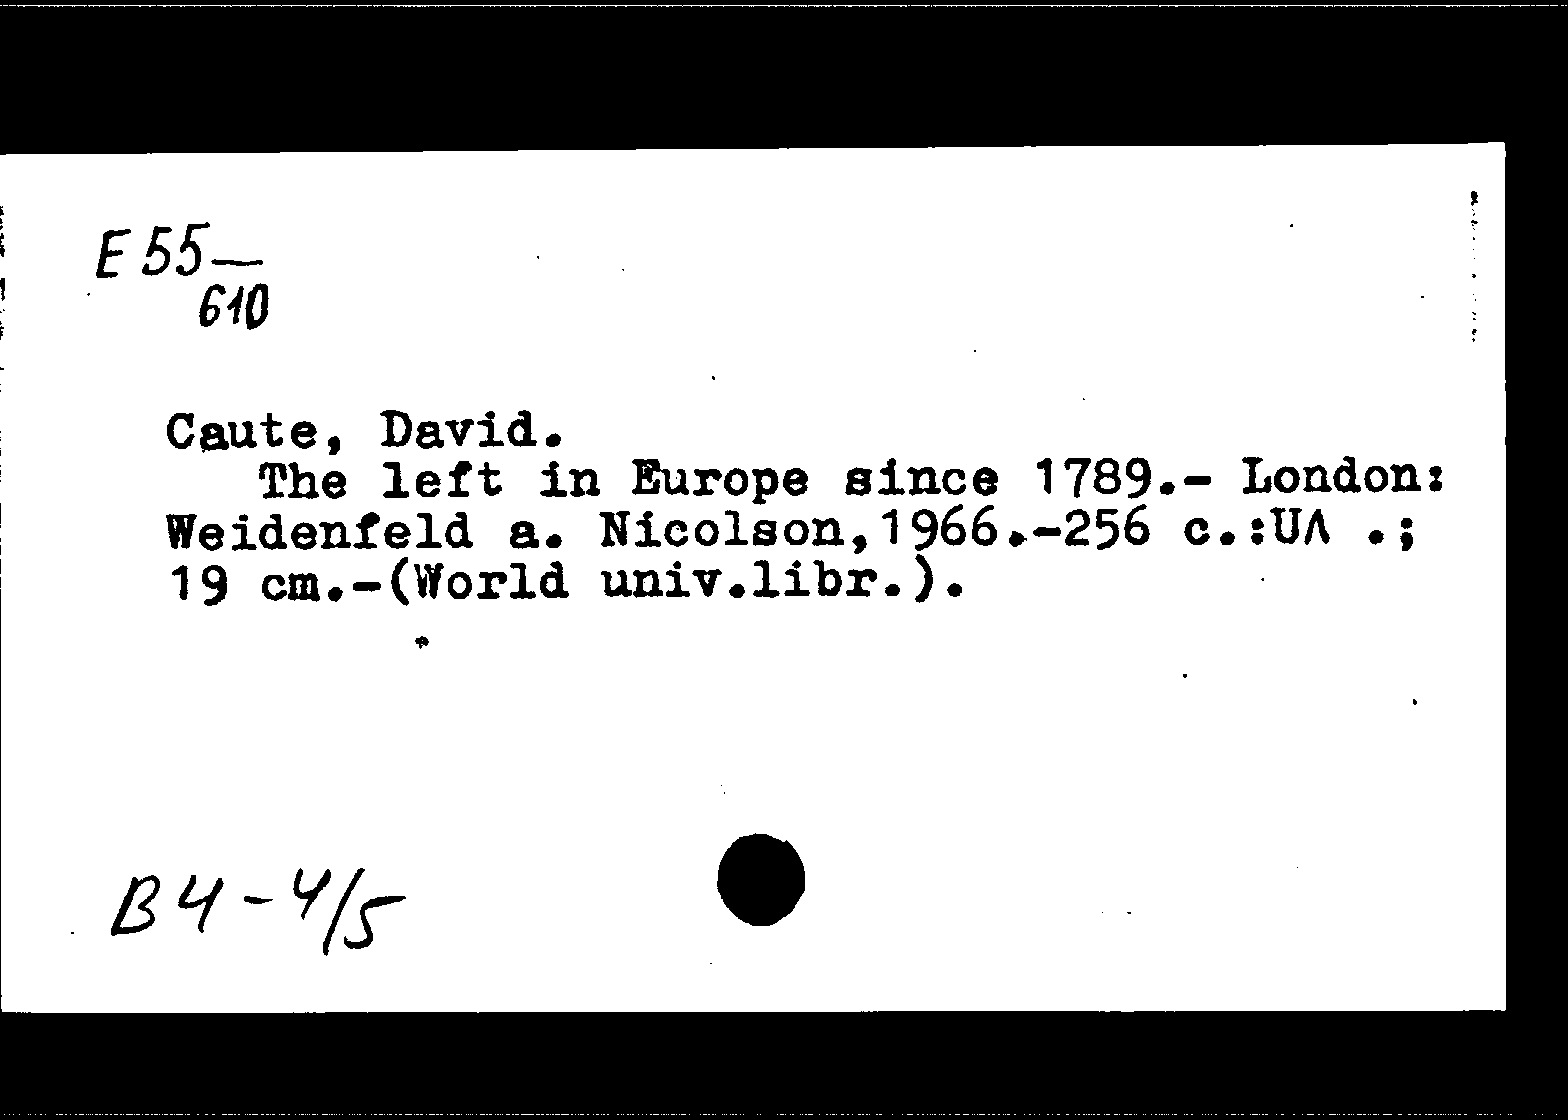 E 55—
610
Caute, David.
The left in Europe since 1789.- London:
Weidenfeld a. Nicolson,1966.-256 c.:ил .;
19 cm.-(World univ.libr.).
B4-4/5